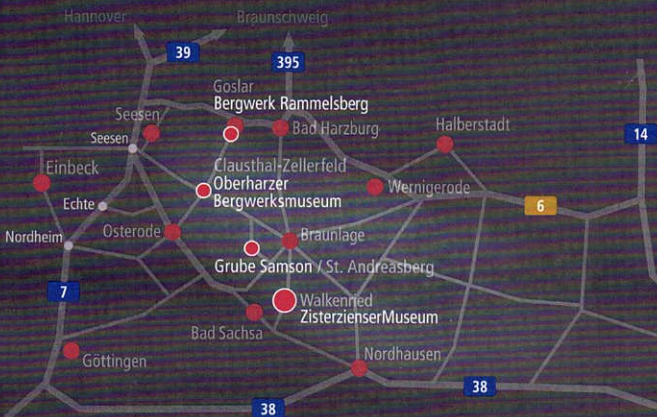 Hannover
Braunschweig
39
395
Goslar
Bergwerk Rammelsberg
Seesen
Bad Harzburg
Halberstadt
14
Seesen
Einbeck
Clausthal-Zellerfeld
Oberharzer
Bergwerksmuseum
Wernigerode
Echte
6
Nordheim
Osterode
Braunlage
Grube Samson / St. Andreasberg
7
Walkenried
ZisterzienserMuseum
Bad Sachsa
Göttingen
Nordhausen
38
38